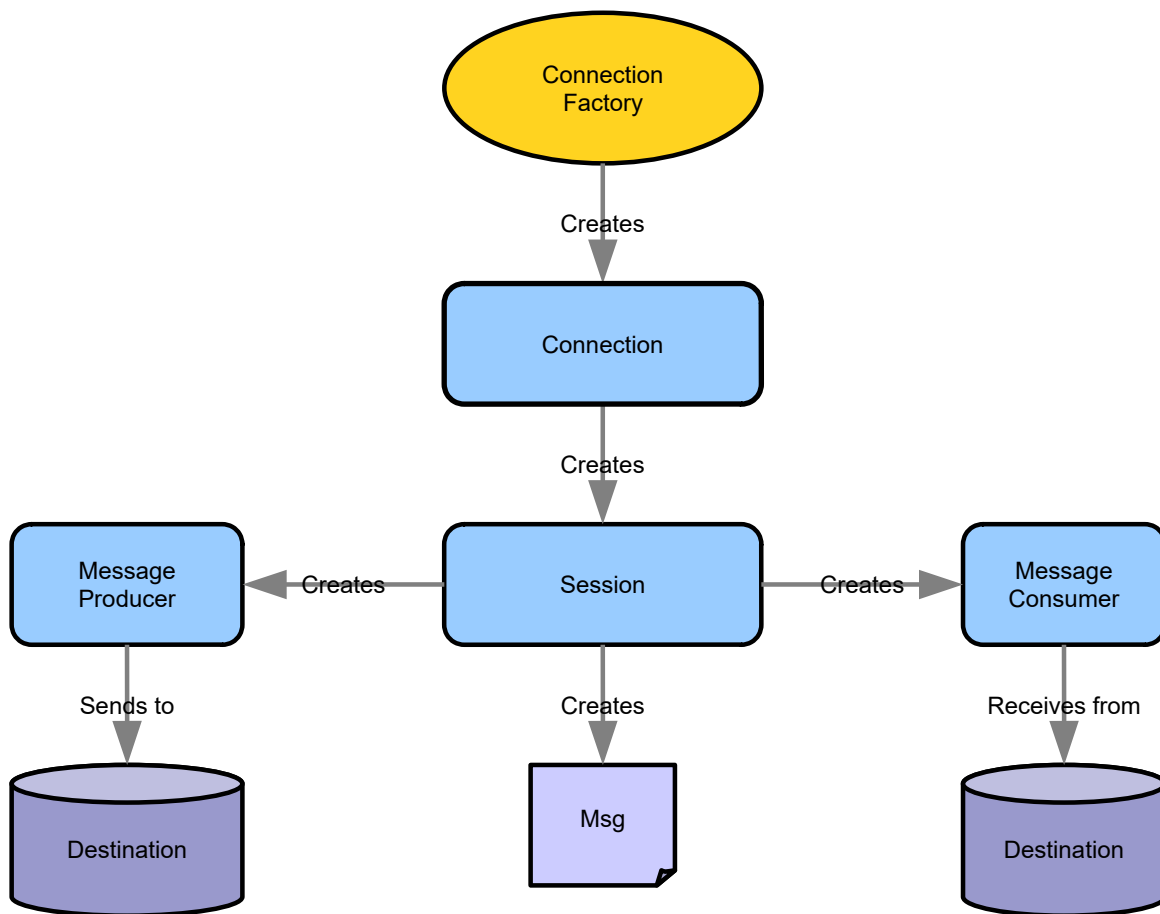 Connection
Factory
Creates
Connection
Creates
Message
Producer
Creates
Session
Creates
Message
Consumer
Sends to
Creates
Receives from
Destination
Msg
Destination